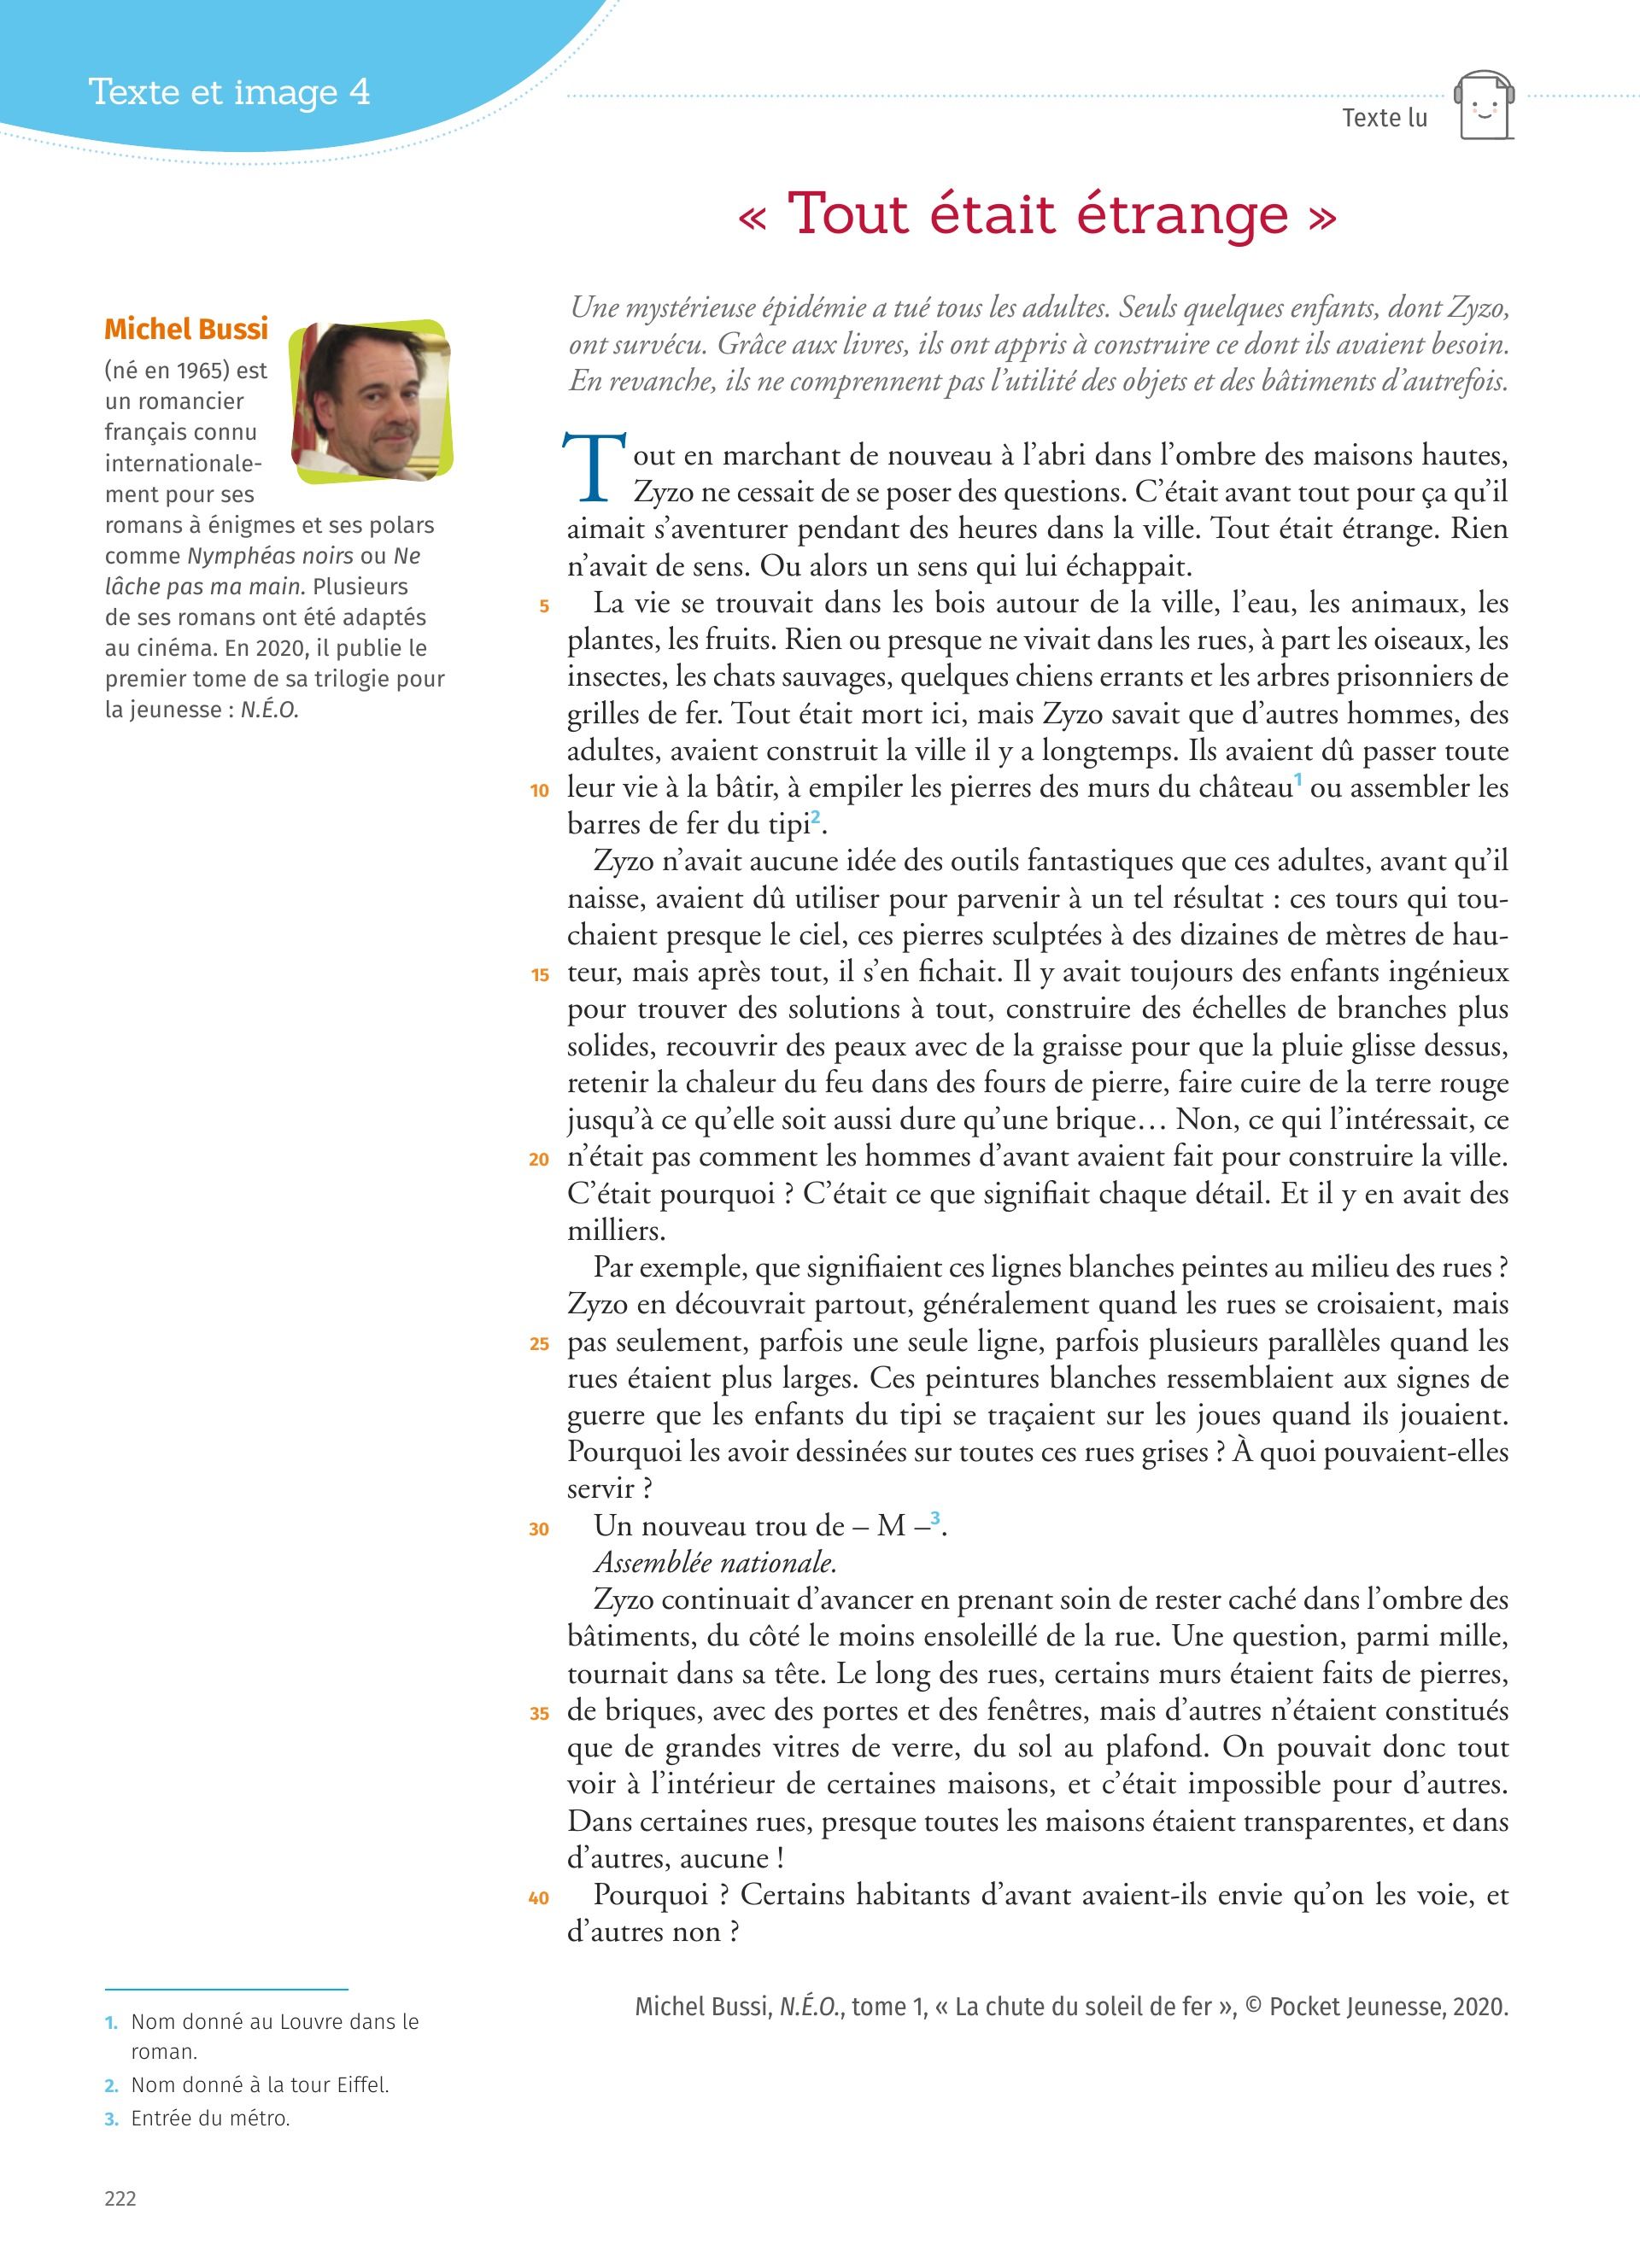 Texte et image 4
Texte lu
« Tout était étrange »
Michel Bussi
(né en 1965) est
un romancier
français connu
internationale-
ment pour ses
romans à énigmes et ses polars
comme Nymphéas noirs ou Ne
lâche pas ma main. Plusieurs
de ses romans ont été adaptés
au cinéma. En 2020, il publie le
premier tome de sa trilogie pour
la jeunesse : N.É.O.
Une mystérieuse épidémie a tué tous les adultes. Seuls quelques enfants, dont Zyzo,
ont survécu. Grâce aux livres, ils ont appris à construire ce dont ils avaient besoin.
En revanche, ils ne comprennent pas l’utilité des objets et des bâtiments d’autrefois.
Tout en marchant de nouveau à l’abri dans l’ombre des maisons hautes,
Zyzo ne cessait de se poser des questions. C’était avant tout pour ça qu’il
aimait s’aventurer pendant des heures dans la ville. Tout était étrange. Rien
n’avait de sens. Ou alors un sens qui lui échappait.
5 La vie se trouvait dans les bois autour de la ville, l’eau, les animaux, les
plantes, les fruits. Rien ou presque ne vivait dans les rues, à part les oiseaux, les
insectes, les chats sauvages, quelques chiens errants et les arbres prisonniers de
grilles de fer. Tout était mort ici, mais Zyzo savait que d’autres hommes, des
adultes, avaient construit la ville il y a longtemps. Ils avaient dû passer toute
10 leur vie à la bâtir, à empiler les pierres des murs du château1 ou assembler les
barres de fer du tipi2.
Zyzo n’avait aucune idée des outils fantastiques que ces adultes, avant qu’il
naisse, avaient dû utiliser pour parvenir à un tel résultat : ces tours qui tou-
chaient presque le ciel, ces pierres sculptées à des dizaines de mètres de hau-
15 teur, mais après tout, il s’en fichait. Il y avait toujours des enfants ingénieux
pour trouver des solutions à tout, construire des échelles de branches plus
solides, recouvrir des peaux avec de la graisse pour que la pluie glisse dessus,
retenir la chaleur du feu dans des fours de pierre, faire cuire de la terre rouge
jusqu’à ce qu’elle soit aussi dure qu’une brique… Non, ce qui l’intéressait, ce
20 n’était pas comment les hommes d’avant avaient fait pour construire la ville.
C’était pourquoi ? C’était ce que signifiait chaque détail. Et il y en avait des
milliers.
Par exemple, que signifiaient ces lignes blanches peintes au milieu des rues ?
Zyzo en découvrait partout, généralement quand les rues se croisaient, mais
25 pas seulement, parfois une seule ligne, parfois plusieurs parallèles quand les
rues étaient plus larges. Ces peintures blanches ressemblaient aux signes de
guerre que les enfants du tipi se traçaient sur les joues quand ils jouaient.
Pourquoi les avoir dessinées sur toutes ces rues grises ? À quoi pouvaient-elles
servir ?
30 Un nouveau trou de – M –3.
Assemblée nationale.
Zyzo continuait d’avancer en prenant soin de rester caché dans l’ombre des
bâtiments, du côté le moins ensoleillé de la rue. Une question, parmi mille,
tournait dans sa tête. Le long des rues, certains murs étaient faits de pierres,
35 de briques, avec des portes et des fenêtres, mais d’autres n’étaient constitués
que de grandes vitres de verre, du sol au plafond. On pouvait donc tout
voir à l’intérieur de certaines maisons, et c’était impossible pour d’autres.
Dans certaines rues, presque toutes les maisons étaient transparentes, et dans
d’autres, aucune !
40 Pourquoi ? Certains habitants d’avant avaient-ils envie qu’on les voie, et
d’autres non ?
Michel Bussi, N.É.O., tome 1, « La chute du soleil de fer », © Pocket Jeunesse, 2020.
1. Nom donné au Louvre dans le
roman.
2. Nom donné à la tour Eiffel.
3. Entrée du métro.
222